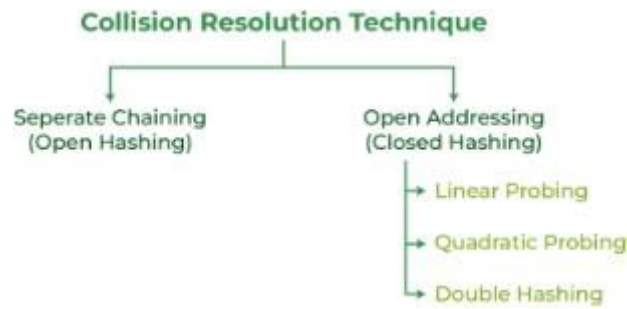 Collision Resolution Technique
Seperate Chaining
(Open Hashing)
Open Addressing
(Closed Hashing)
Linear Probing
Quadratic Probing
Double Hashing